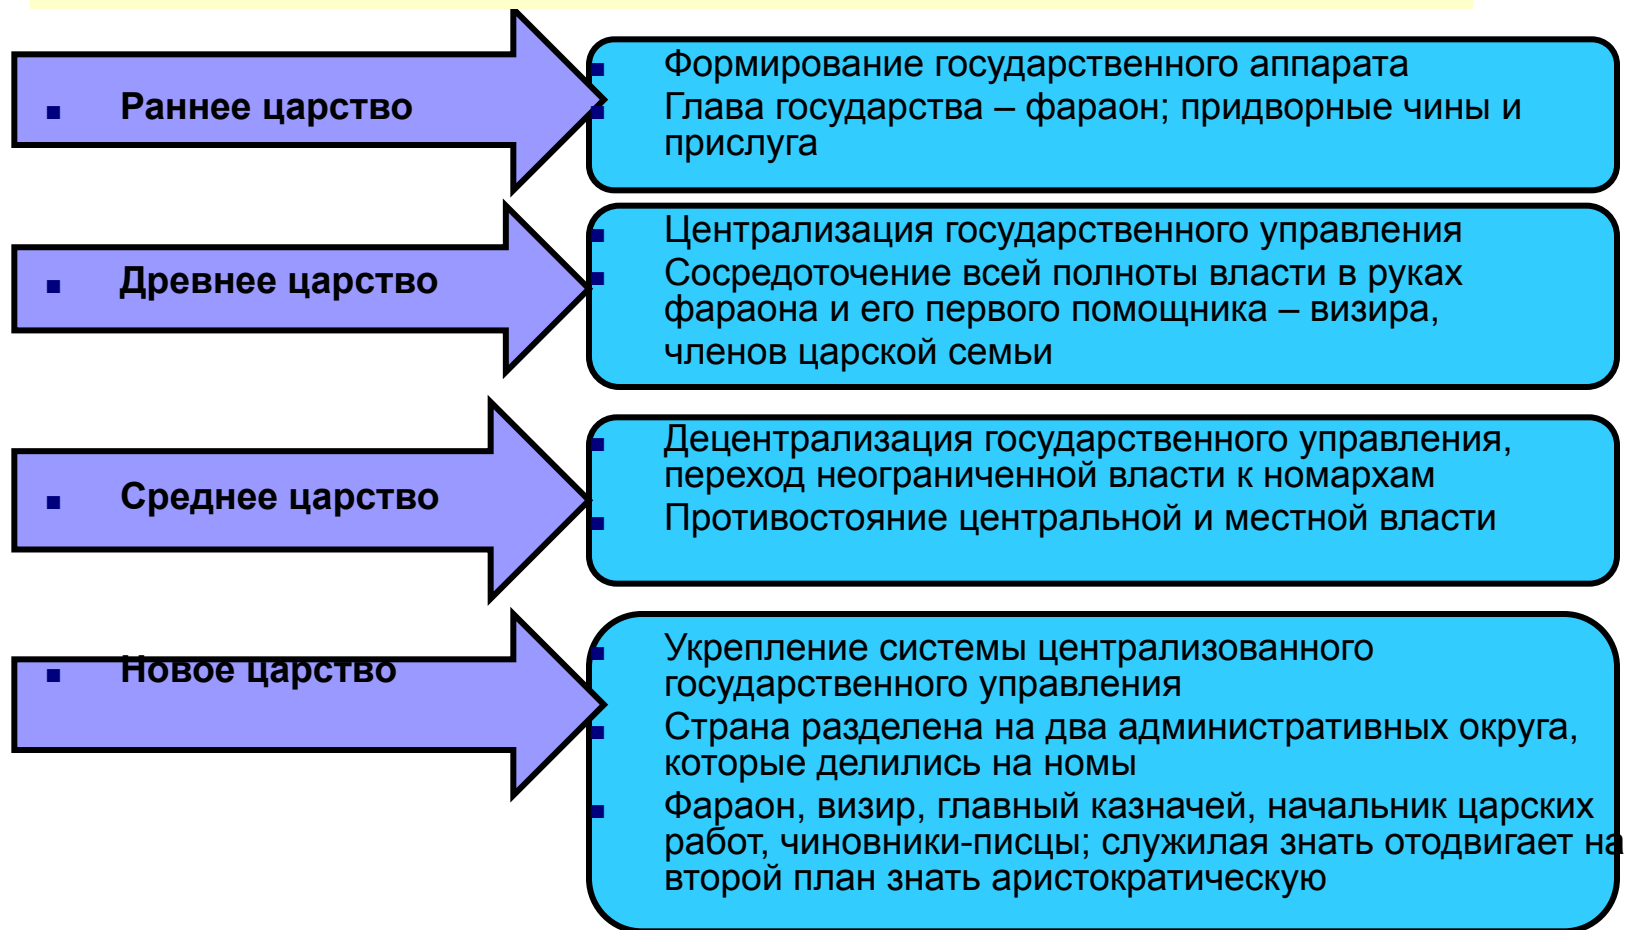 Раннее царство
Формирование государственного аппарата
Глава государства – фараон; придворные чины и
прислуга
Древнее царство
Централизация государственного управления
Сосредоточение всей полноты власти в руках
фараона и его первого помощника – визира,
членов царской семьи
Среднее царство
Децентрализация государственного управления,
переход неограниченной власти к номархам
Противостояние центральной и местной власти
Новое царство
Укрепление системы централизованного
государственного управления
Страна разделена на два административных округа,
которые делились на номы
Фараон, визир, главный казначей, начальник царских
работ, чиновники-писцы; служилая знать отодвигает на
второй план знать аристократическую